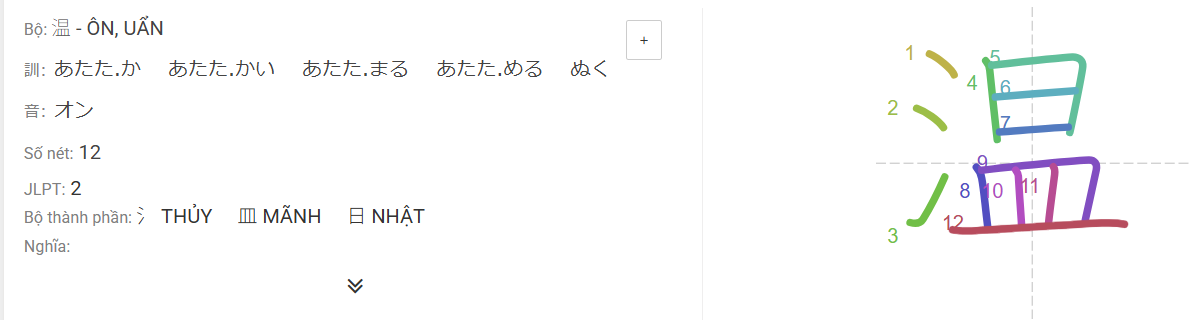 Bộ: 温 - ÔN, UẨN
+
訓: あたた.か あたた.かい あたた.まる あたた.める ぬく
音: オン
Số nét: 12
JLPT: 2
Bộ thành phần: 氵 THỦY 皿 MÃNH 日 NHẬT
Nghĩa:
温
1
2
3
4
5
6
7
8
9
10
11
12